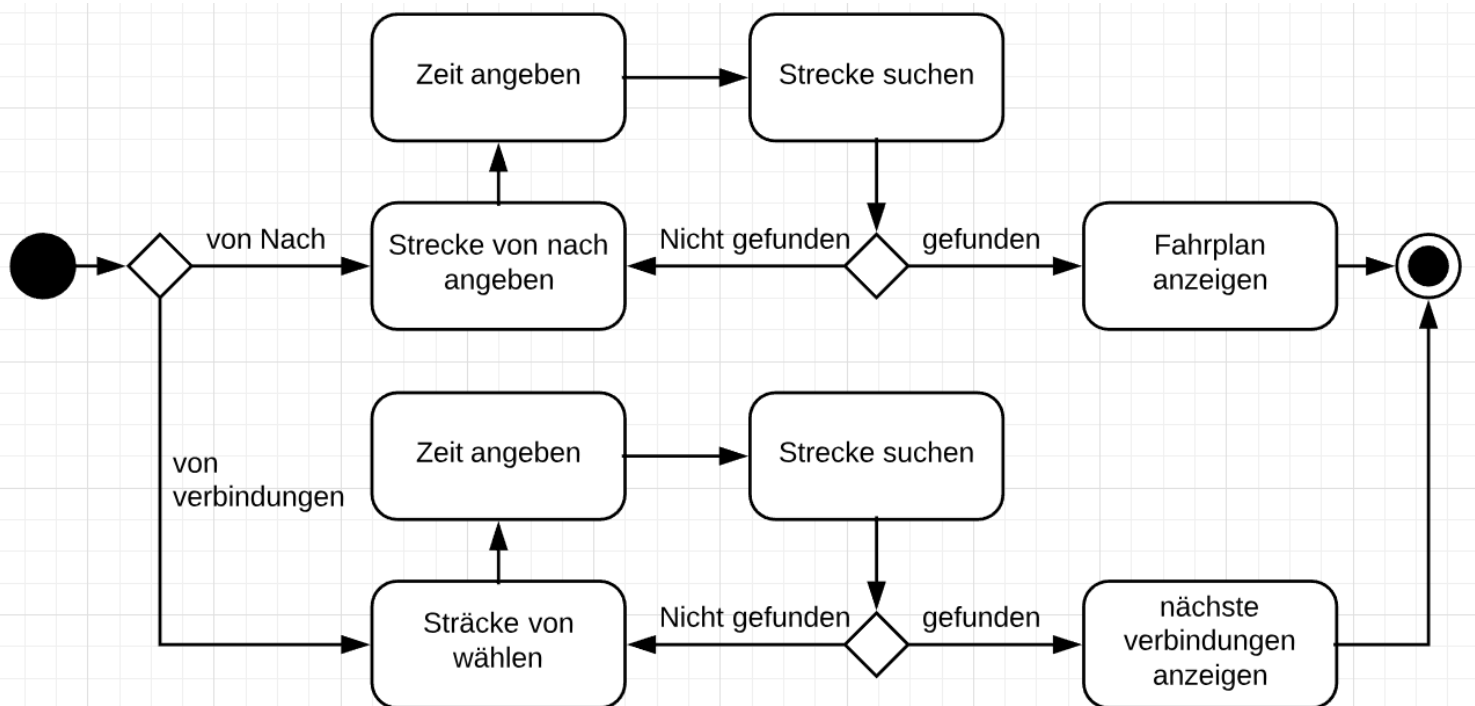 Zeit angeben
Strecke suchen
von Nach
Strecke von nach
angeben
Nicht gefunden
gefunden
Fahrplan
anzeigen
von
verbindungen
Zeit angeben
Strecke suchen
Sträcke von
wählen
Nicht gefunden
gefunden
nächste
verbindungen
anzeigen